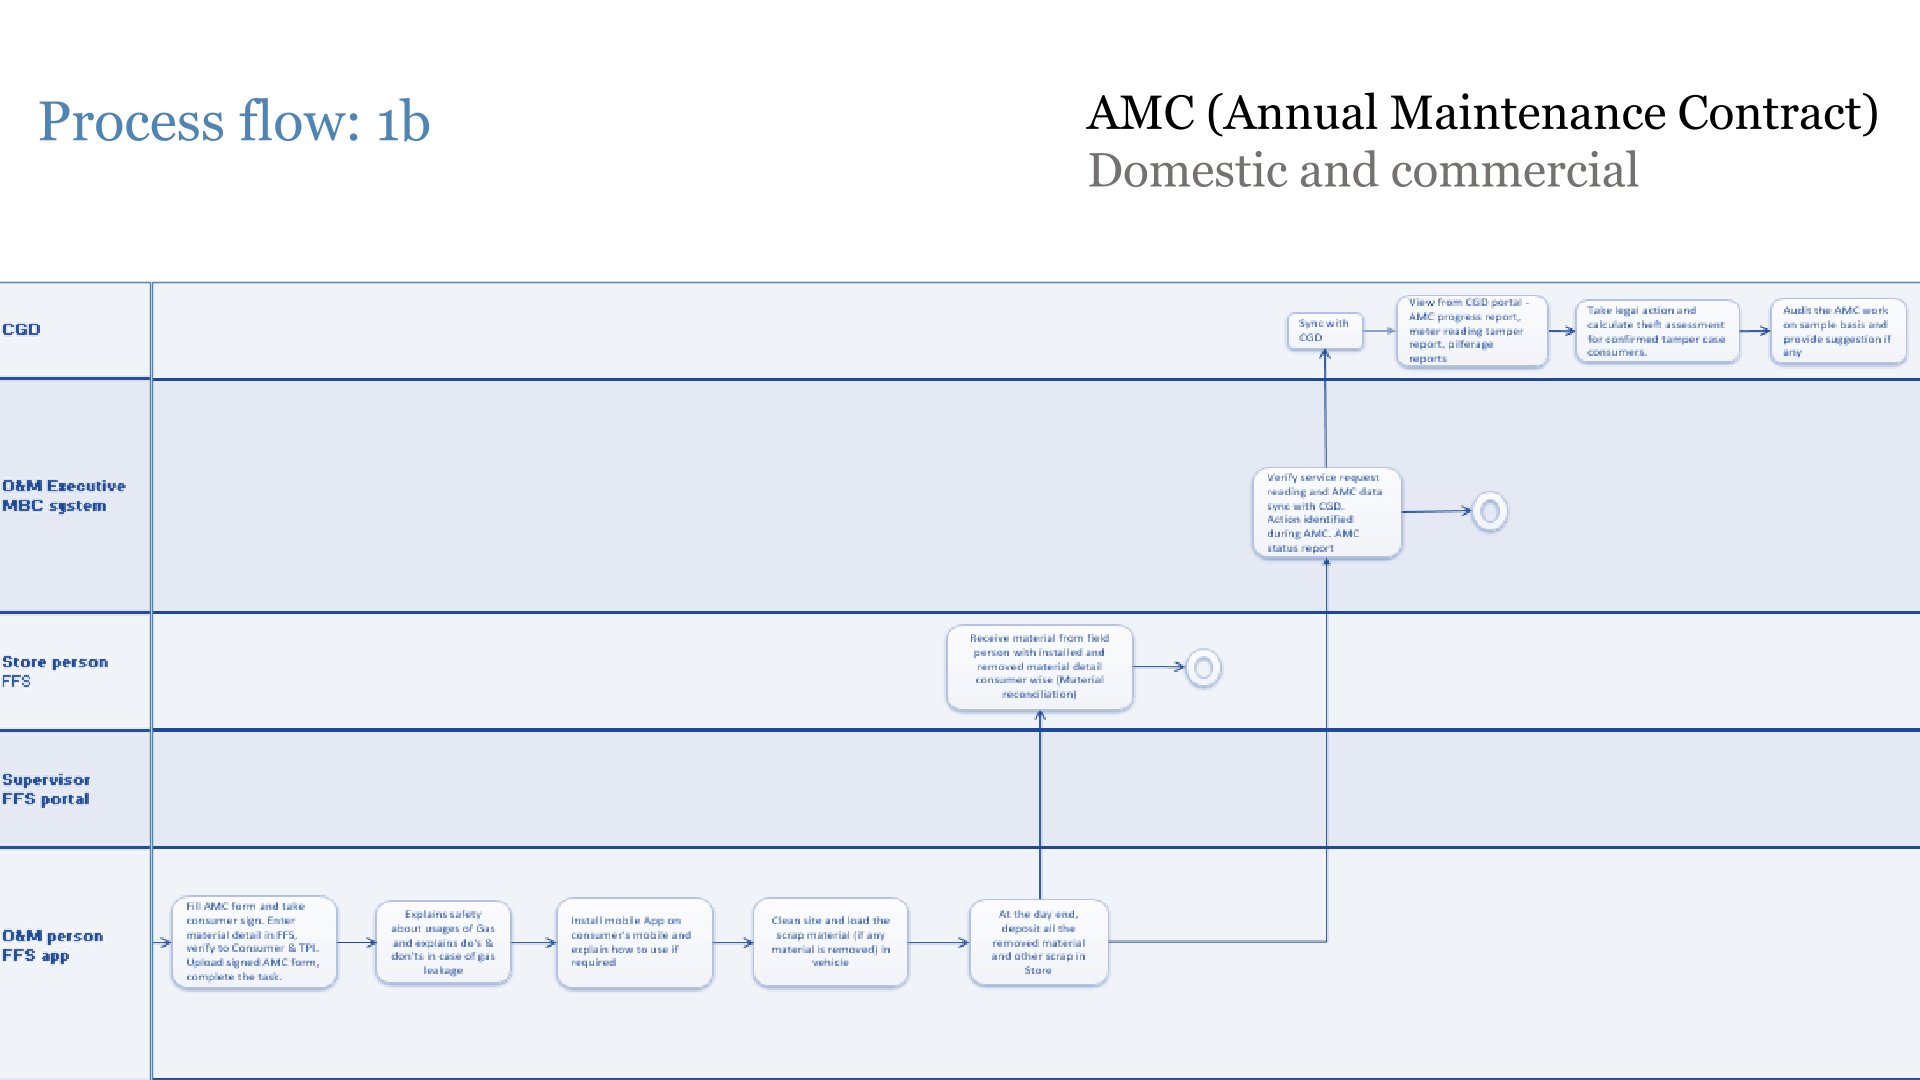 Process flow: 1b
AMC (Annual Maintenance Contract)
Domestic and commercial
CGD
Sync with
CGD
View from CGD portal -
AMC progress report,
meter reading tamper
report, pilferage
reports
Take legal action and
calculate theft assessment
for confirmed tamper case
consumers.
Audit the AMC work
on sample basis and
provide suggestion if
any
O&M Executive
MBC system
Verify service request
reading and AMC data
sync with CGD.
Action identified
during AMC. AMC
status report
Store person
FFS
Receive material from field
person with installed and
removed material detail
consumer wise (Material
reconciliation)
Supervisor
FFS portal
O&M person
FFS app
Fill AMC form and take
consumer sign. Enter
material detail in FFS,
verify to Consumer & TPI.
Upload signed AMC form,
complete the task.
Explains safety
about usages of Gas
and explains do's &
don'ts in case of gas
leakage
Install mobile App on
consumer's mobile and
explain how to use if
required
Clean site and load the
scrap material (if any
material is removed) in
vehicle
At the day end,
deposit all the
removed material
and other scrap in
Store